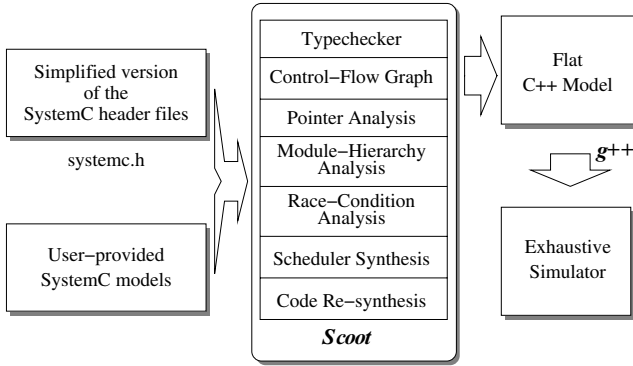 Simplified version
of the
SystemC header files
systemc.h
User−provided
SystemC models
Typechecker
Control−Flow Graph
Pointer Analysis
Module−Hierarchy
Analysis
Race−Condition
Analysis
Scheduler Synthesis
Code Re−synthesis
Scoot
Flat
C++ Model
g++
Exhaustive
Simulator